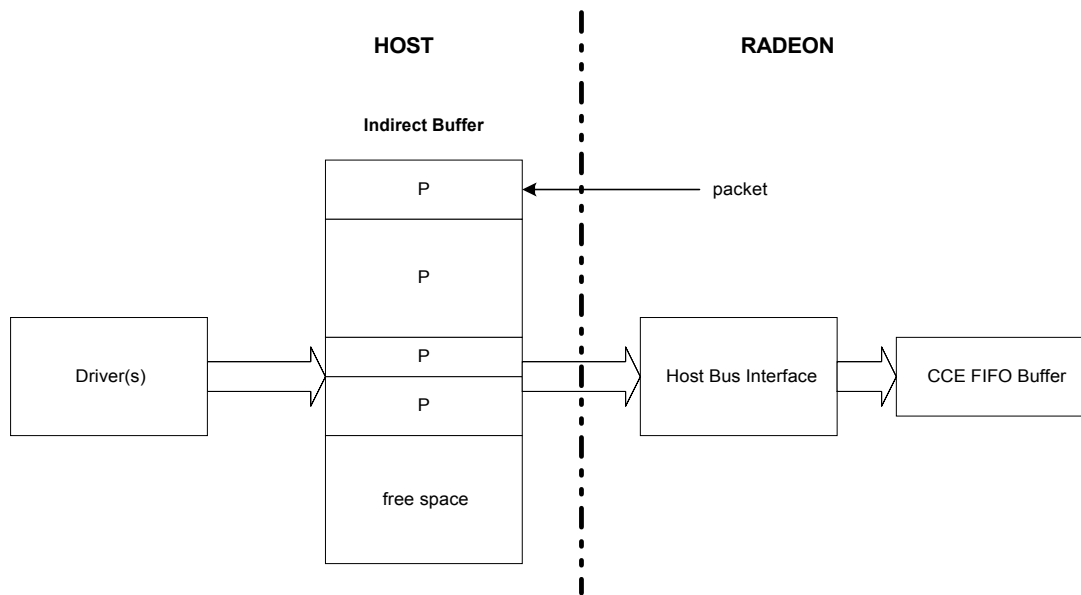 HOST
RADEON
Indirect Buffer
P
packet
P
P
Driver(s)
Host Bus Interface
CCE FIFO Buffer
P
free space